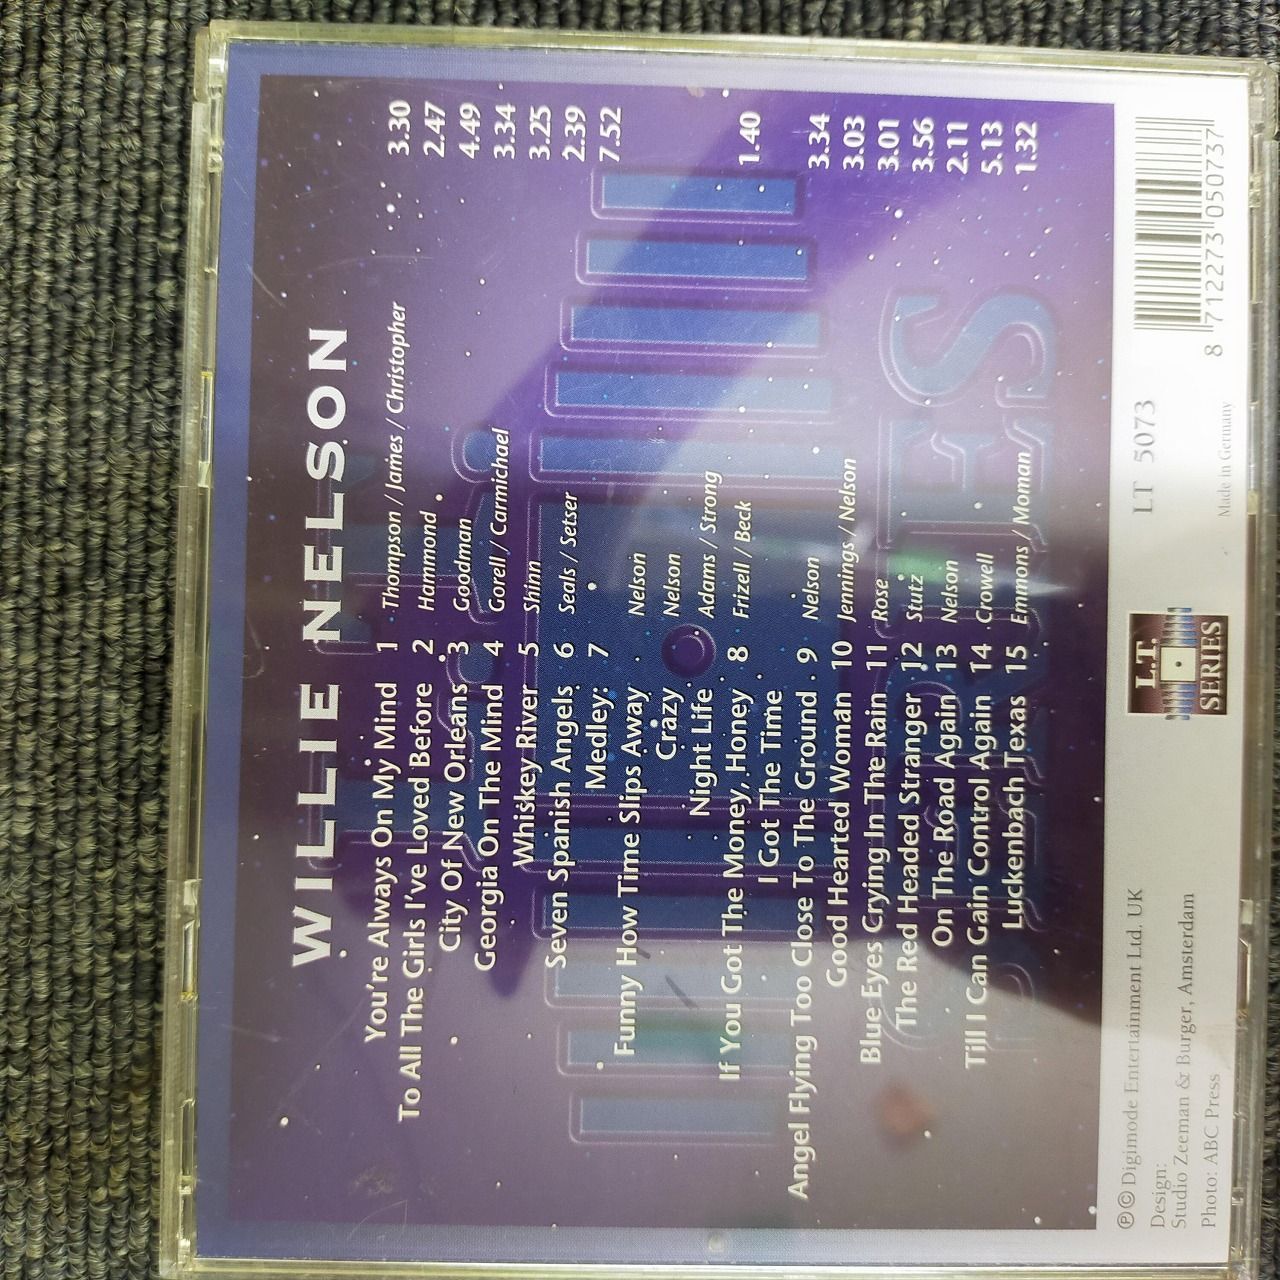 WILLIE NELSON
You're Always On My Mind 1 Thompson / James / Christopher 3.30
To All The Girls I've Loved Before 2 Hammond 2.47
City Of New Orleans 3 Goodman 4.49
Georgia On The Mind 4 Gorell / Carmichael 3.34
Whiskey River 5 Shinn 3.25
Seven Spanish Angels 6 Seals / Setser 2.39
Medley: 7 7.52
Funny How Time Slips Away Nelson
Crazy Nelson
Night Life Adams / Strong
If You Got The Money, Honey 8 Frizell / Beck 1.40
I Got The Time
Angel Flying Too Close To The Ground 9 Nelson 3.34
Good Hearted Woman 10 Jennings / Nelson 3.03
Blue Eyes Crying In The Rain 11 Rose 3.01
The Red Headed Stranger 12 Stutz 3.56
On The Road Again 13 Nelson 2.11
Till I Can Gain Control Again 14 Crowell 5.13
Luckenbach Texas 15 Emmons / Moman 1.32
℗ © Digimode Entertainment Ltd. UK
Design:
Studio Zeeman & Burger, Amsterdam
Photo: ABC Press
L.T.
SERIES
LT 5073
Made in Germany
8 712273 050737
SERIES